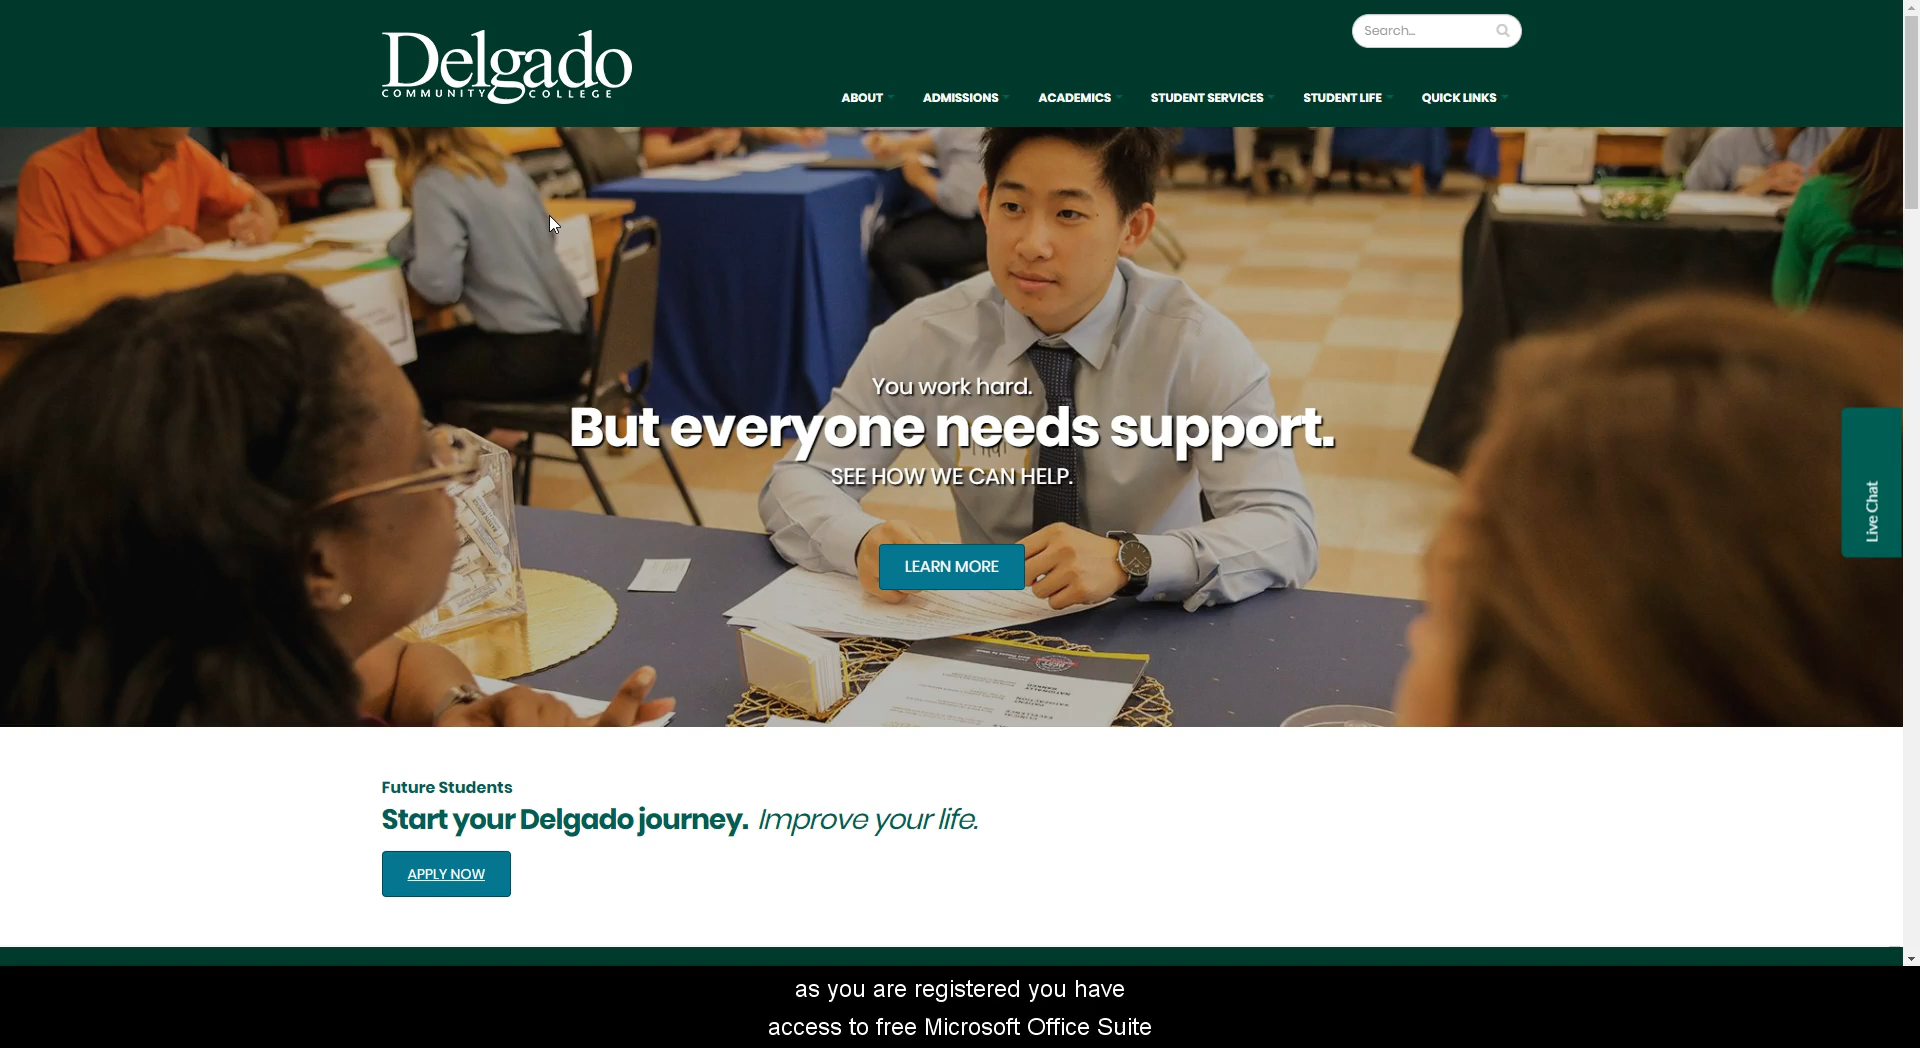 Delgado
COMMUNITY COLLEGE
Search...
ABOUT
ADMISSIONS
ACADEMICS
STUDENT SERVICES
STUDENT LIFE
QUICK LINKS
You work hard.
But everyone needs support.
SEE HOW WE CAN HELP.
LEARN MORE
Live Chat
Future Students
Start your Delgado journey. Improve your life.
APPLY NOW
as you are registered you have
access to free Microsoft Office Suite